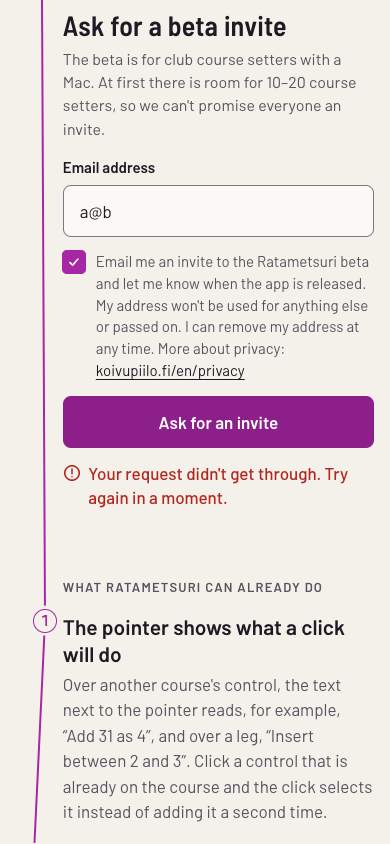 Ask for a beta invite
The beta is for club course setters with a
Mac. At first there is room for 10–20 course
setters, so we can't promise everyone an
invite.
Email address
a@b
Email me an invite to the Ratametsuri beta
and let me know when the app is released.
My address won't be used for anything else
or passed on. I can remove my address at
any time. More about privacy:
koivupiilo.fi/en/privacy
Ask for an invite
Your request didn't get through. Try
again in a moment.
WHAT RATAMETSURI CAN ALREADY DO
1
The pointer shows what a click
will do
Over another course's control, the text
next to the pointer reads, for example,
“Add 31 as 4”, and over a leg, “Insert
between 2 and 3”. Click a control that is
already on the course and the click selects
it instead of adding it a second time.